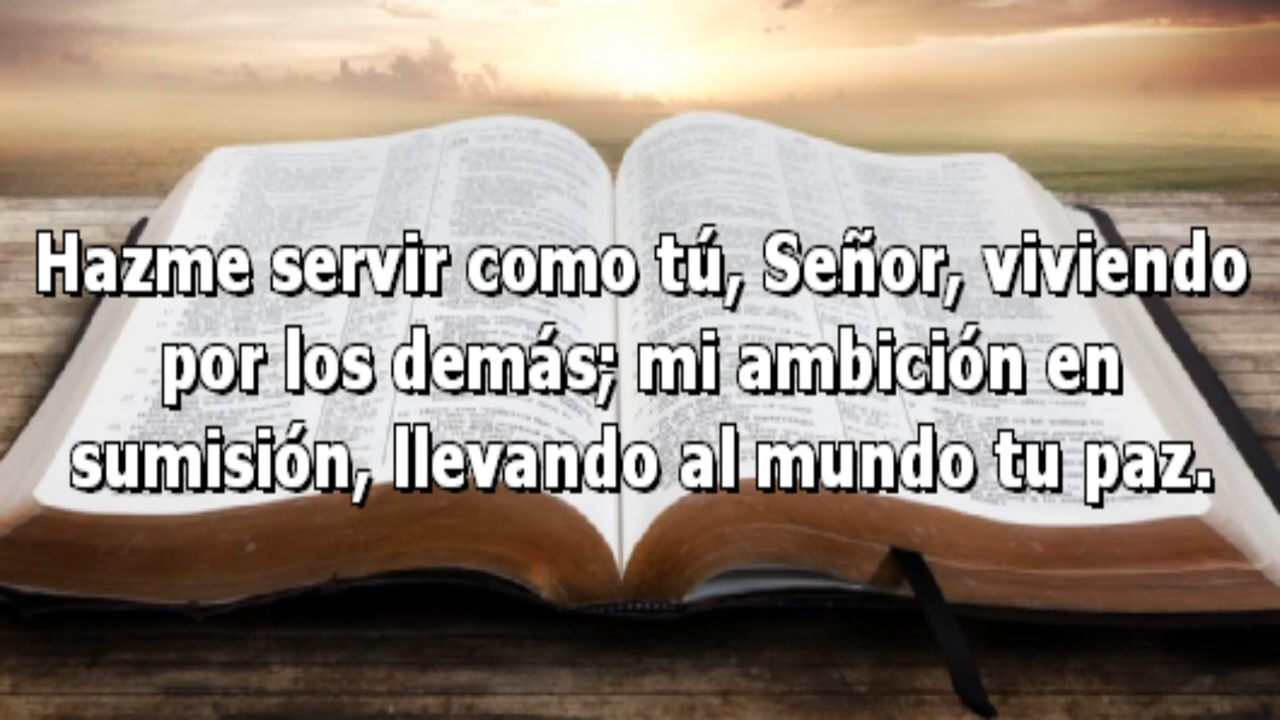 Hazme servir como tú, Señor, viviendo
por los demás; mi ambición en
sumisión, llevando al mundo tu paz.